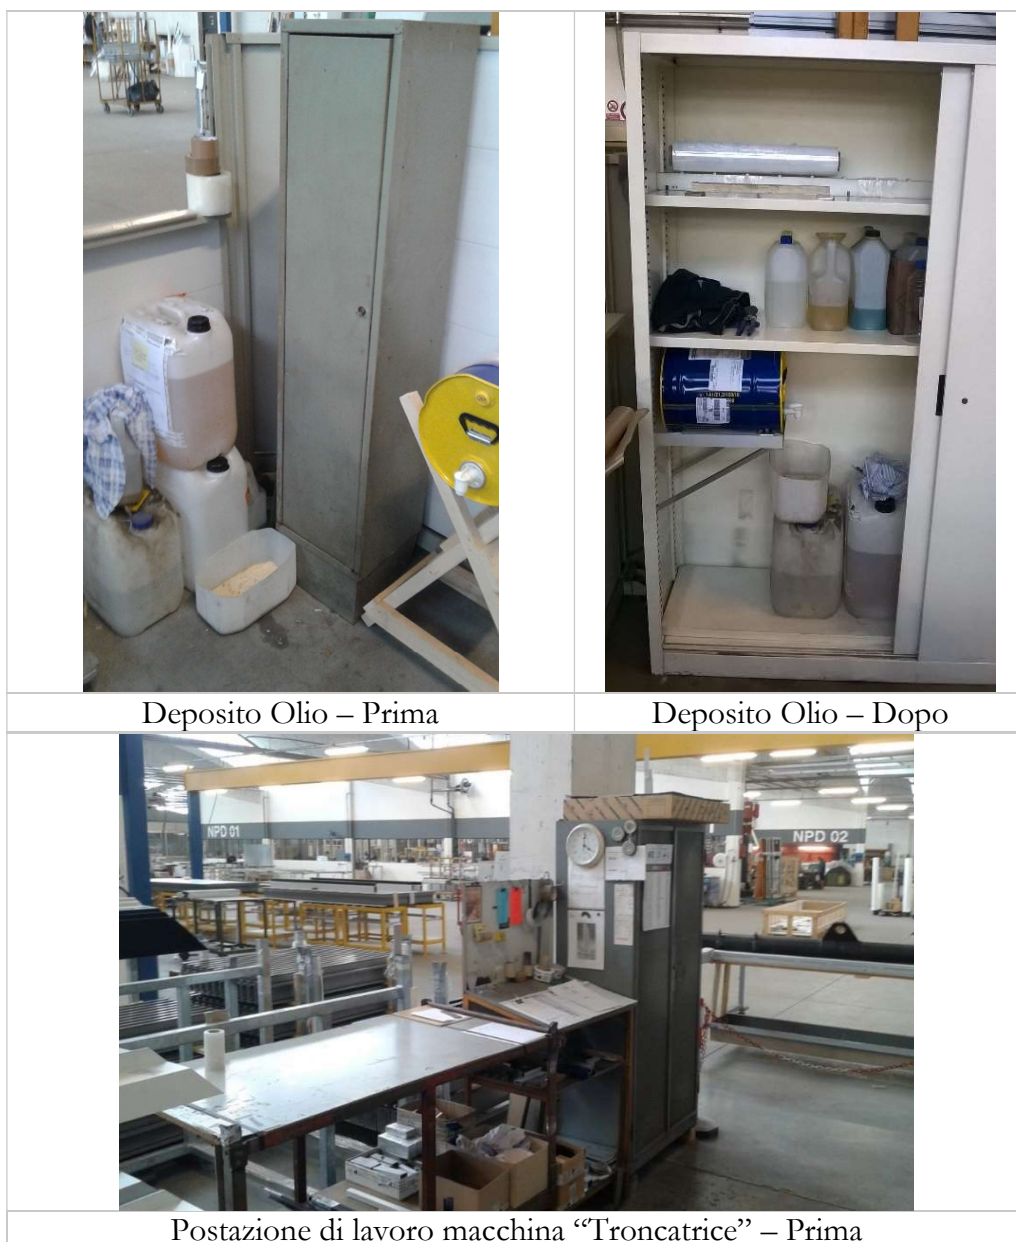 Deposito Olio – Prima
Deposito Olio – Dopo
NPD 01
NPD 02
Postazione di lavoro macchina “Troncatrice” – Prima